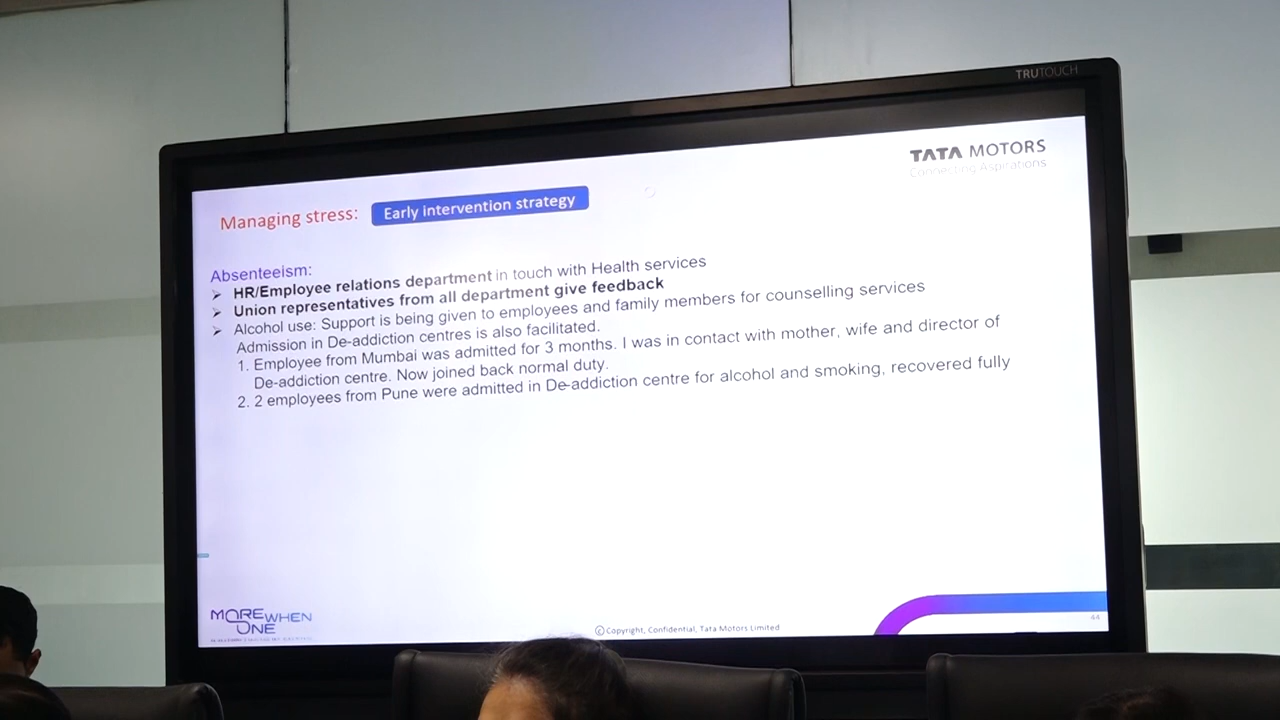 TRUTOUCH
TATA MOTORS
Connecting Aspirations
Managing stress: Early intervention strategy
Absenteeism:
➢ HR/Employee relations department in touch with Health services
➢ Union representatives from all department give feedback
➢ Alcohol use: Support is being given to employees and family members for counselling services
Admission in De-addiction centres is also facilitated.
1. Employee from Mumbai was admitted for 3 months. I was in contact with mother, wife and director of
De-addiction centre. Now joined back normal duty.
2. 2 employees from Pune were admitted in De-addiction centre for alcohol and smoking, recovered fully
MORE WHEN
ONE
©Copyright, Confidential, Tata Motors Limited
44